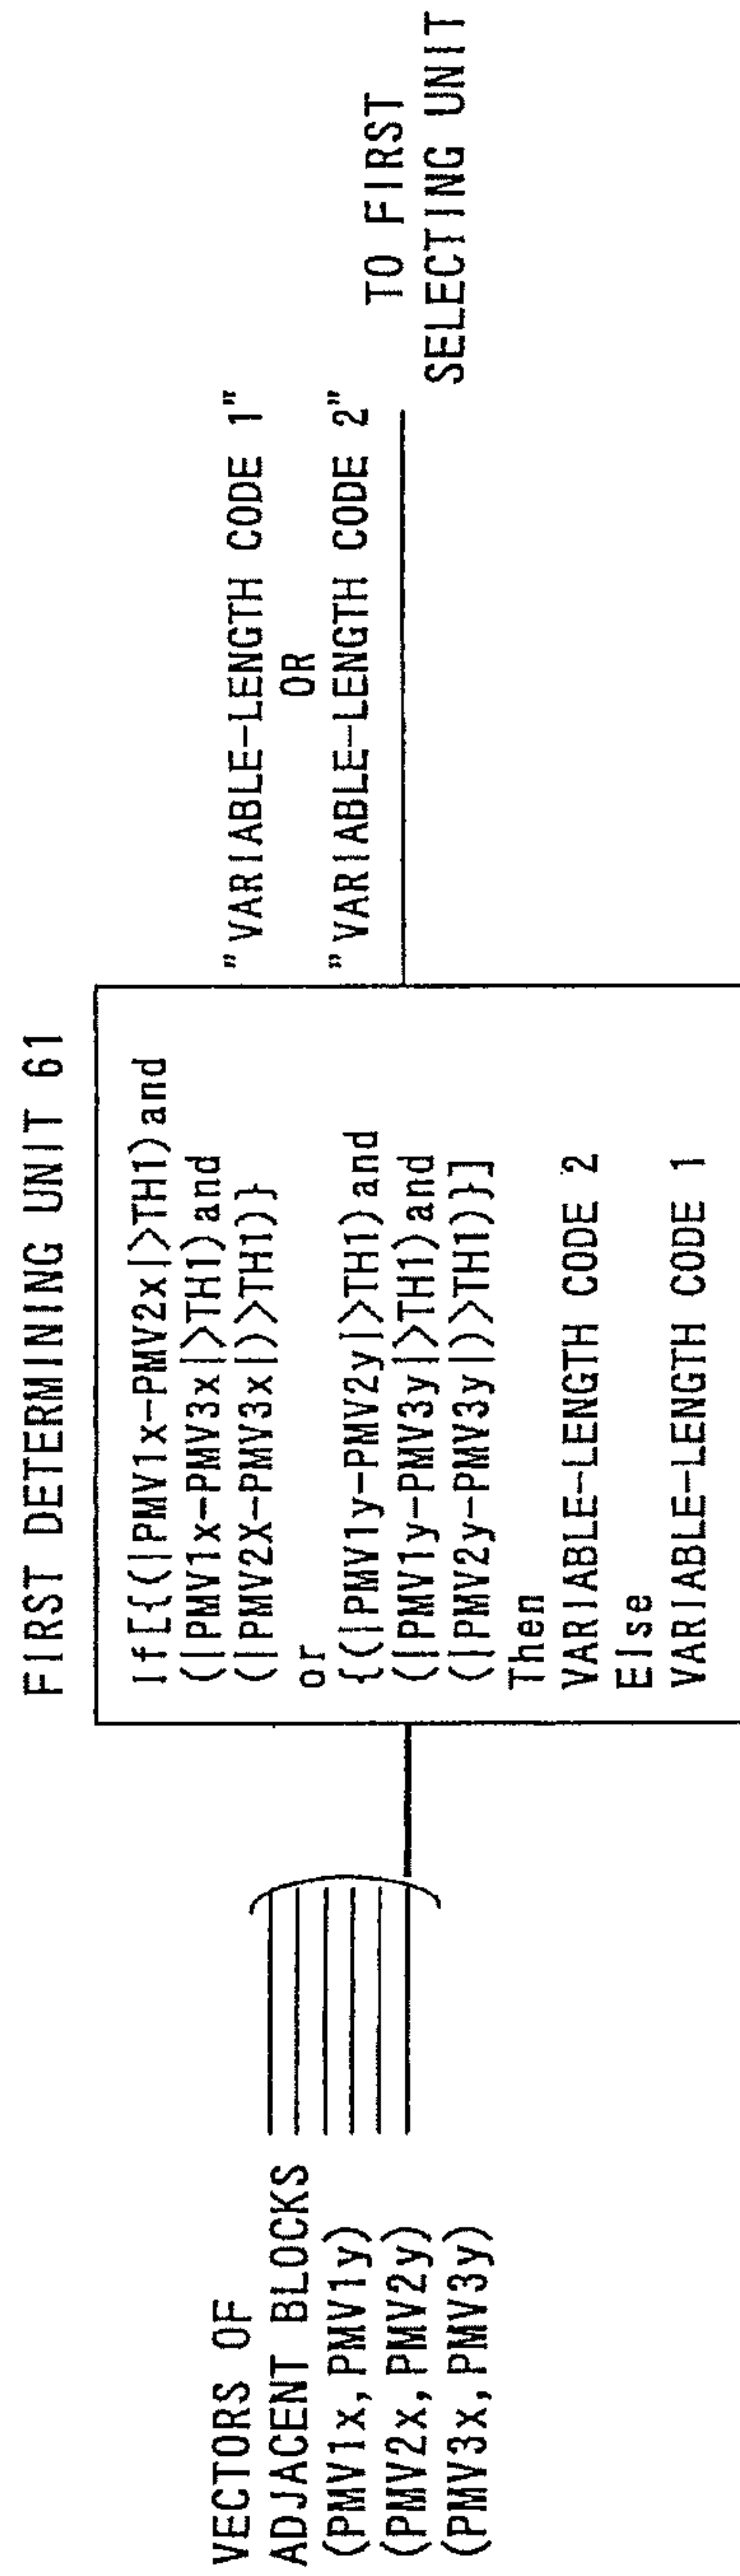 FIRST DETERMINING UNIT 61
VECTORS OF
ADJACENT BLOCKS
(PMV1x, PMV1y)
(PMV2x, PMV2y)
(PMV3x, PMV3y)
If[{(|PMV1x-PMV2x|>TH1)and
(|PMV1x-PMV3x|>TH1)and
(|PMV2X-PMV3x|)>TH1)}
or
{(|PMV1y-PMV2y|>TH1)and
(|PMV1y-PMV3y|>TH1)and
(|PMV2y-PMV3y|)>TH1)}]
Then
VARIABLE-LENGTH CODE 2
Else
VARIABLE-LENGTH CODE 1
"VARIABLE-LENGTH CODE 1"
OR
"VARIABLE-LENGTH CODE 2"
TO FIRST
SELECTING UNIT